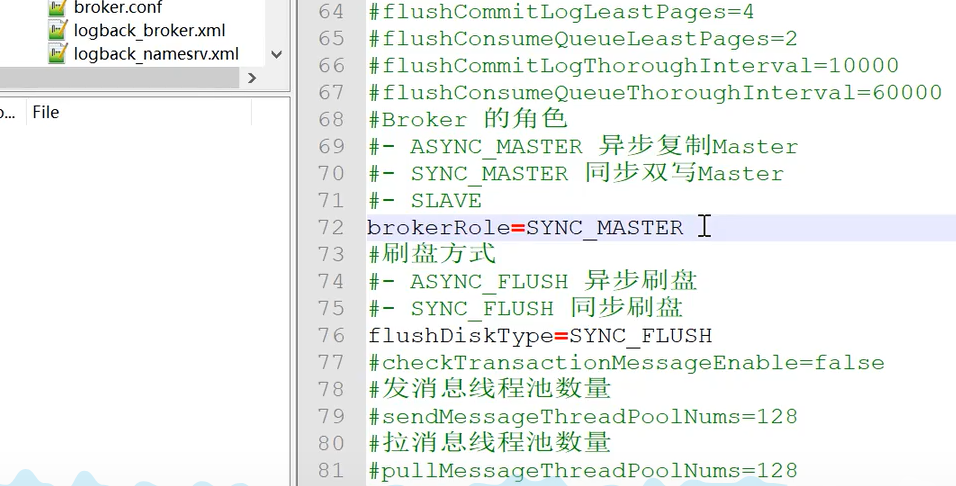 broker.conf
logback_broker.xml
logback_namesrv.xml
File
64 #flushCommitLogLeastPages=4
65 #flushConsumeQueueLeastPages=2
66 #flushCommitLogThoroughInterval=10000
67 #flushConsumeQueueThoroughInterval=60000
68 #Broker 的角色
69 #- ASYNC_MASTER 异步复制Master
70 #- SYNC_MASTER 同步双写Master
71 #- SLAVE
72 brokerRole=SYNC_MASTER
73 #刷盘方式
74 #- ASYNC_FLUSH 异步刷盘
75 #- SYNC_FLUSH 同步刷盘
76 flushDiskType=SYNC_FLUSH
77 #checkTransactionMessageEnable=false
78 #发消息线程池数量
79 #sendMessageThreadPoolNums=128
80 #拉消息线程池数量
81 #pullMessageThreadPoolNums=128